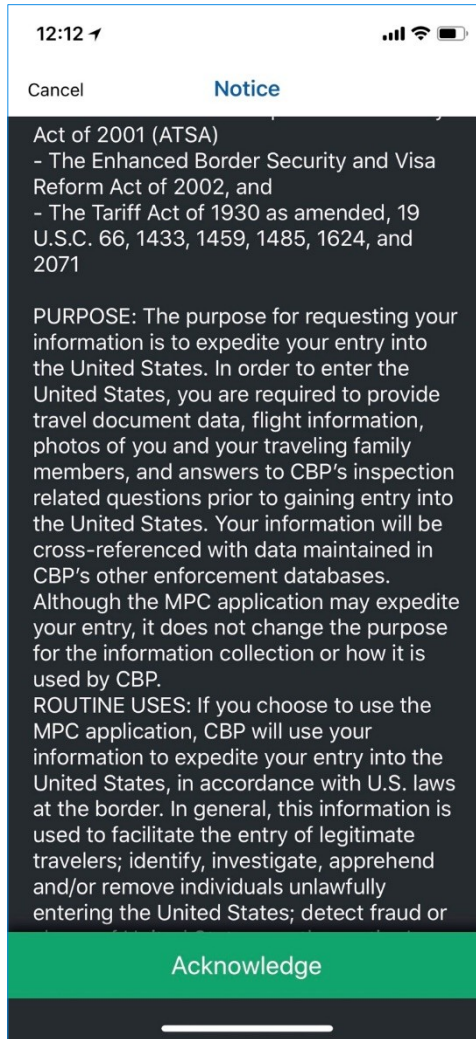 12:12
Cancel
Notice
Act of 2001 (ATSA)
- The Enhanced Border Security and Visa
Reform Act of 2002, and
- The Tariff Act of 1930 as amended, 19
U.S.C. 66, 1433, 1459, 1485, 1624, and
2071
PURPOSE: The purpose for requesting your
information is to expedite your entry into
the United States. In order to enter the
United States, you are required to provide
travel document data, flight information,
photos of you and your traveling family
members, and answers to CBP’s inspection
related questions prior to gaining entry into
the United States. Your information will be
cross-referenced with data maintained in
CBP’s other enforcement databases.
Although the MPC application may expedite
your entry, it does not change the purpose
for the information collection or how it is
used by CBP.
ROUTINE USES: If you choose to use the
MPC application, CBP will use your
information to expedite your entry into the
United States, in accordance with U.S. laws
at the border. In general, this information is
used to facilitate the entry of legitimate
travelers; identify, investigate, apprehend
and/or remove individuals unlawfully
entering the United States; detect fraud or
Acknowledge